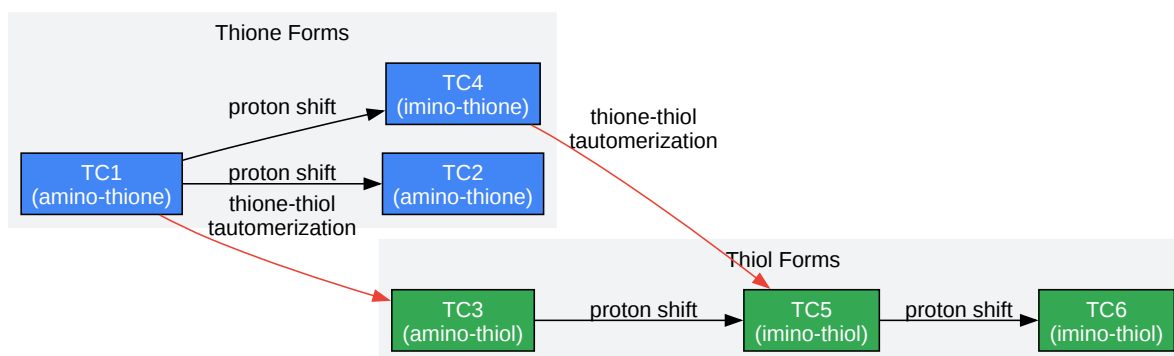 Thione Forms
TC4
(imino-thione)
proton shift
thione-thiol
tautomerization
TC1
(amino-thione)
proton shift
TC2
(amino-thione)
thione-thiol
tautomerization
Thiol Forms
TC3
(amino-thiol)
proton shift
TC5
(imino-thiol)
proton shift
TC6
(imino-thiol)